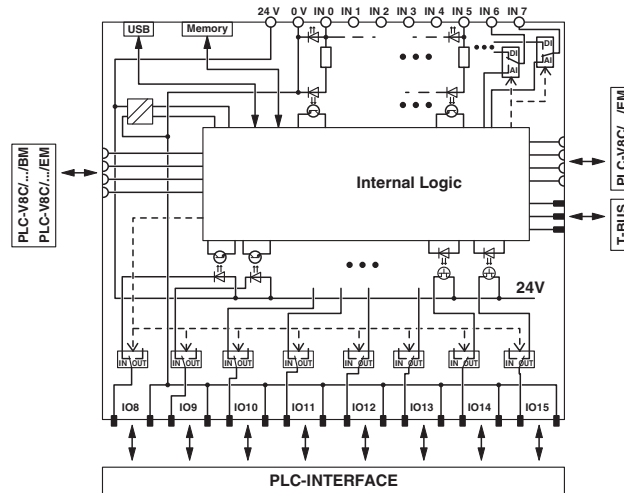 24 V 0 V IN 0 IN 1 IN 2 IN 3 IN 4 IN 5 IN 6 IN 7
USB
Memory
DI
AI
DI
AI
PLC-V8C/.../BM
PLC-V8C/.../EM
Internal Logic
PLC-V8C/.../EM
T-BUS
24V
IN OUT
IN OUT
IN OUT
IN OUT
IN OUT
IN OUT
IN OUT
IN OUT
IO8 IO9 IO10 IO11 IO12 IO13 IO14 IO15
PLC-INTERFACE